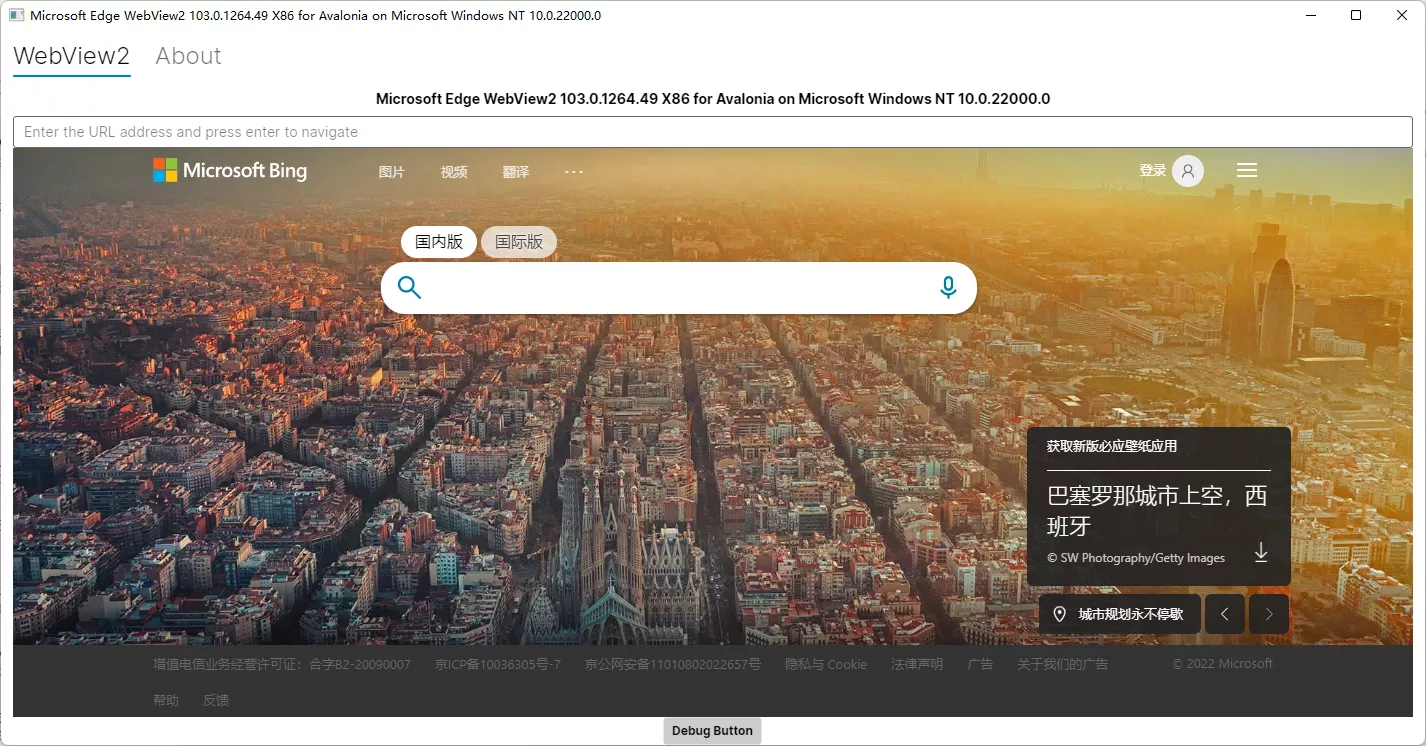 Microsoft Edge WebView2 103.0.1264.49 X86 for Avalonia on Microsoft Windows NT 10.0.22000.0
WebView2 About
Microsoft Edge WebView2 103.0.1264.49 X86 for Avalonia on Microsoft Windows NT 10.0.22000.0
Enter the URL address and press enter to navigate
Microsoft Bing 图片 视频 翻译 ··· 登录
国内版 国际版
获取新版必应壁纸应用
巴塞罗那城市上空，西
班牙
© SW Photography/Getty Images
城市规划永不停歇
增值电信业务经营许可证：合字B2-20090007 京ICP备10036305号-7 京公网安备11010802022657号 隐私与 Cookie 法律声明 广告 关于我们的广告 © 2022 Microsoft
帮助 反馈
Debug Button